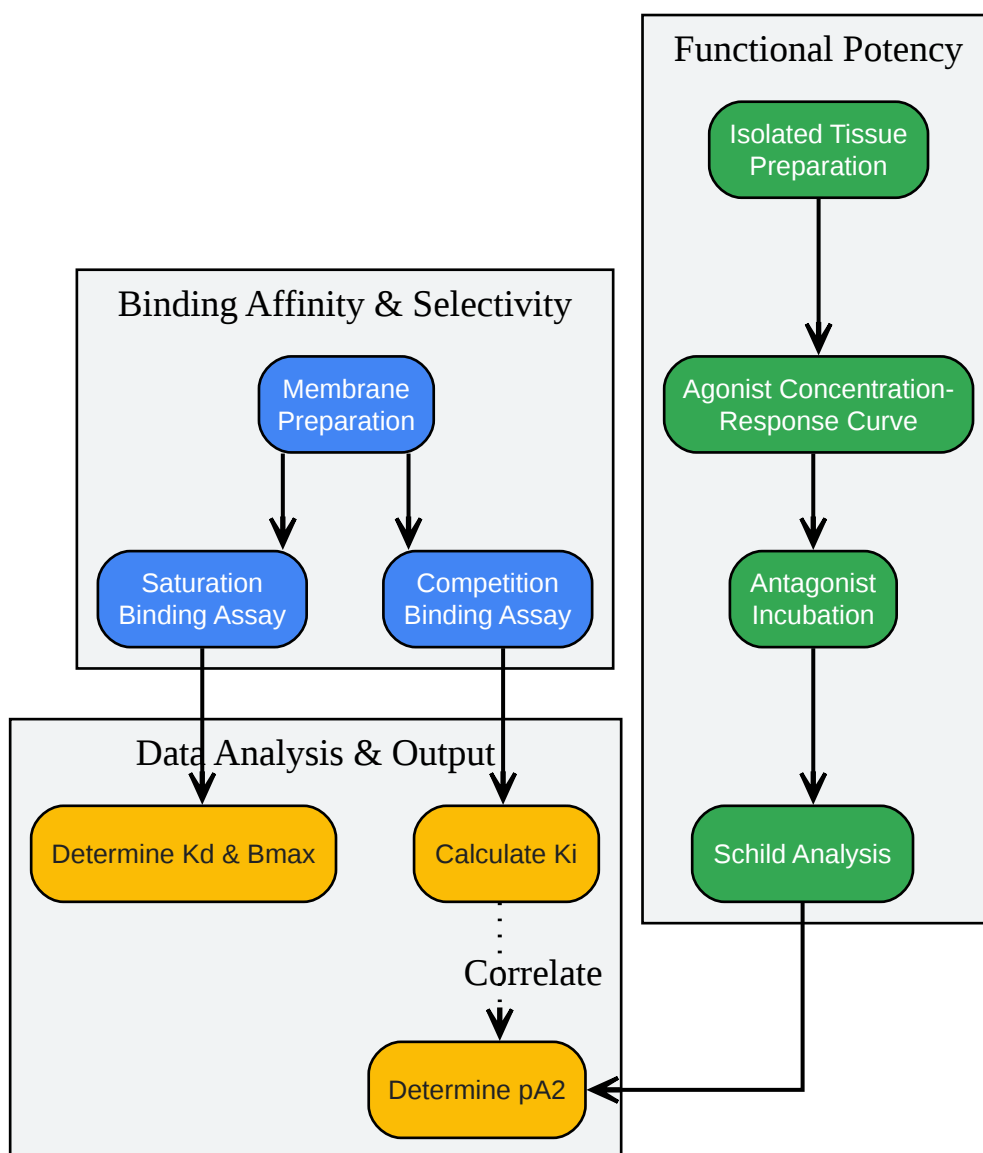 Functional Potency
Isolated Tissue
Preparation
Binding Affinity & Selectivity
Membrane
Preparation
Agonist Concentration-
Response Curve
Saturation
Binding Assay
Competition
Binding Assay
Antagonist
Incubation
Data Analysis & Output
Determine Kd & Bmax
Calculate Ki
Schild Analysis
Correlate
Determine pA2